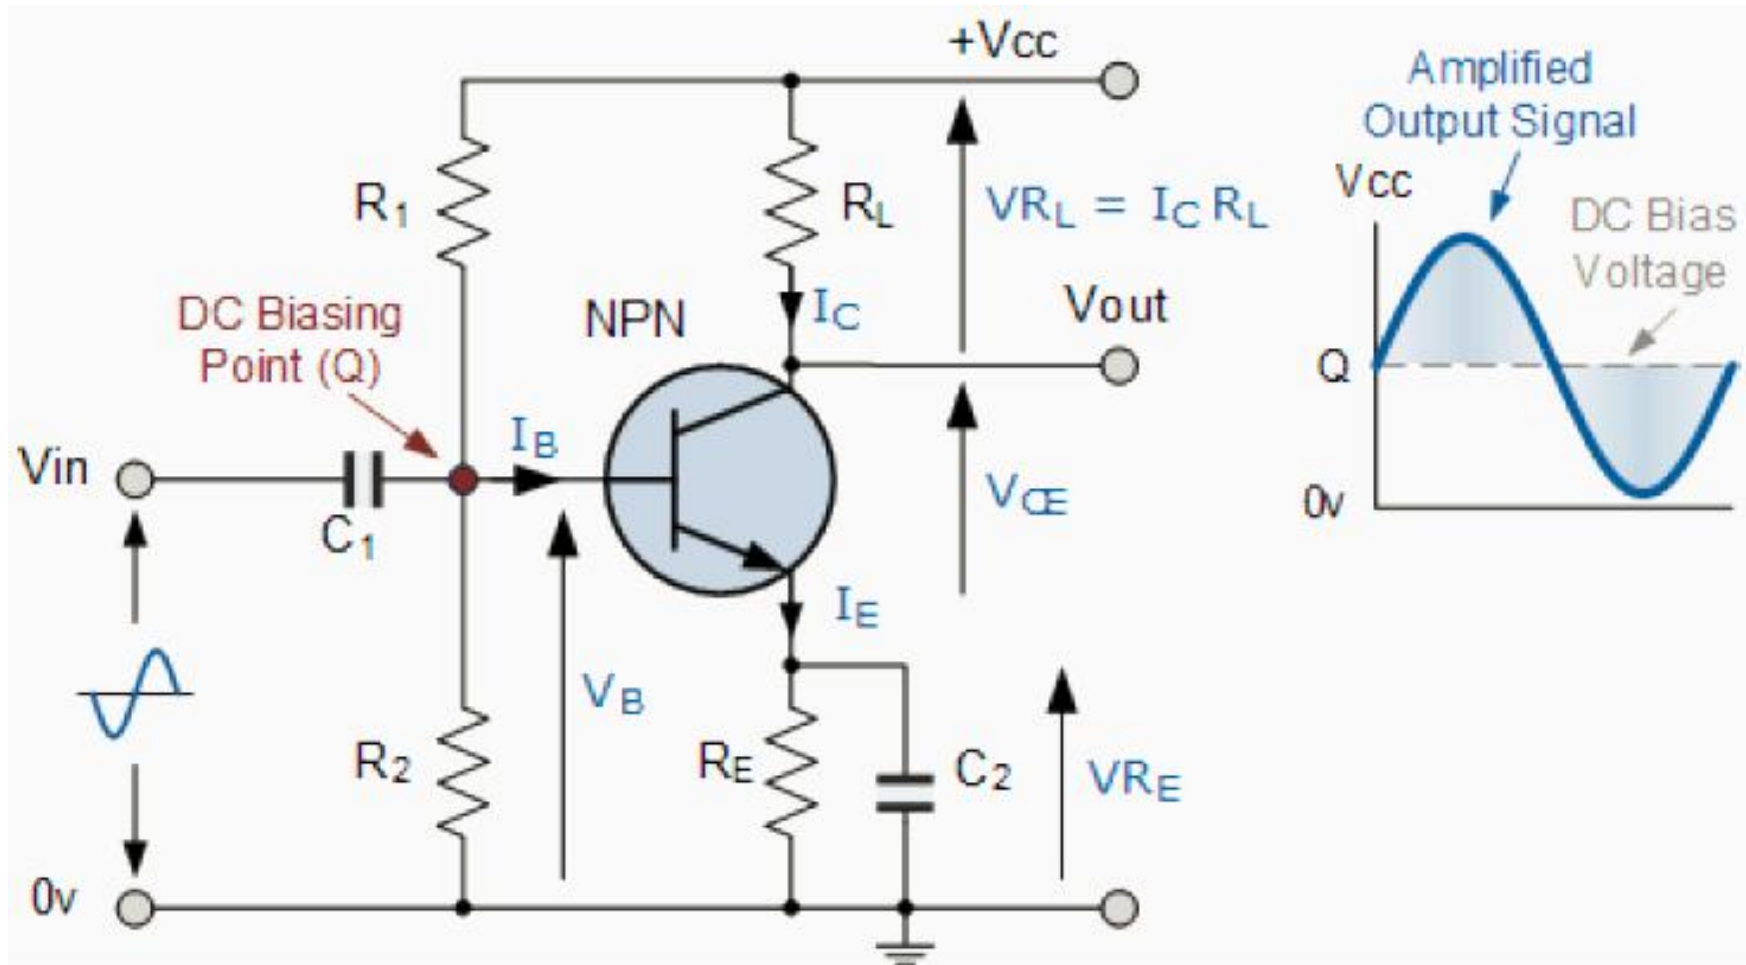 +Vcc
Amplified
Output Signal
Vcc
R1
RL
VRL = IC RL
DC Bias
Voltage
DC Biasing
Point (Q)
NPN
IC
Vout
Q
Vin
IB
VCE
0v
C1
IE
VB
R2
RE
C2
VRE
0v